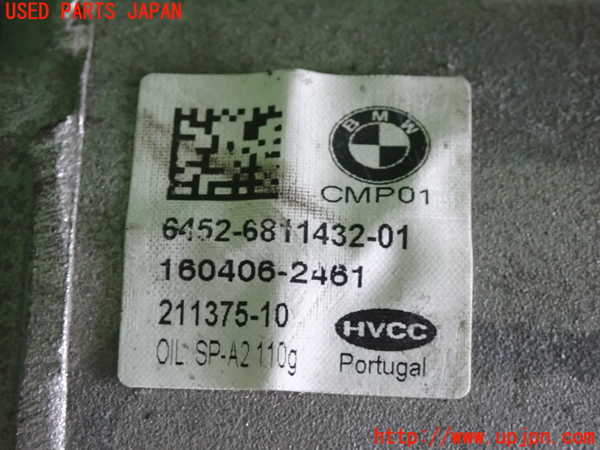 USED PARTS JAPAN
BMW
CMP01
6452-6811432-01
160406-2461
211375-10
HVCC
OIL: SP-A2 110g
Portugal
http://www.upjpn.com/